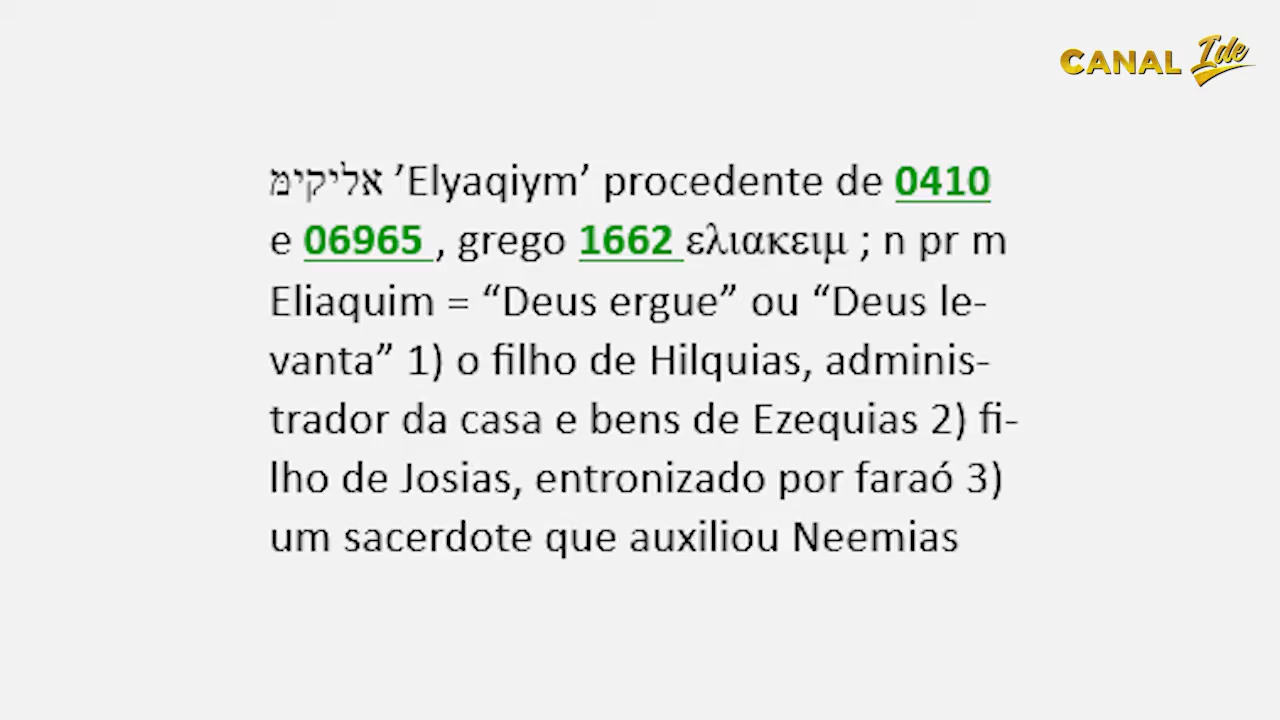 CANAL Ide
אליקימ ’Elyaqiym’ procedente de 0410
e 06965 , grego 1662 ελιακειμ ; n pr m
Eliaquim = “Deus ergue” ou “Deus le-
vanta” 1) o filho de Hilquias, adminis-
trador da casa e bens de Ezequias 2) fi-
lho de Josias, entronizado por faraó 3)
um sacerdote que auxiliou Neemias